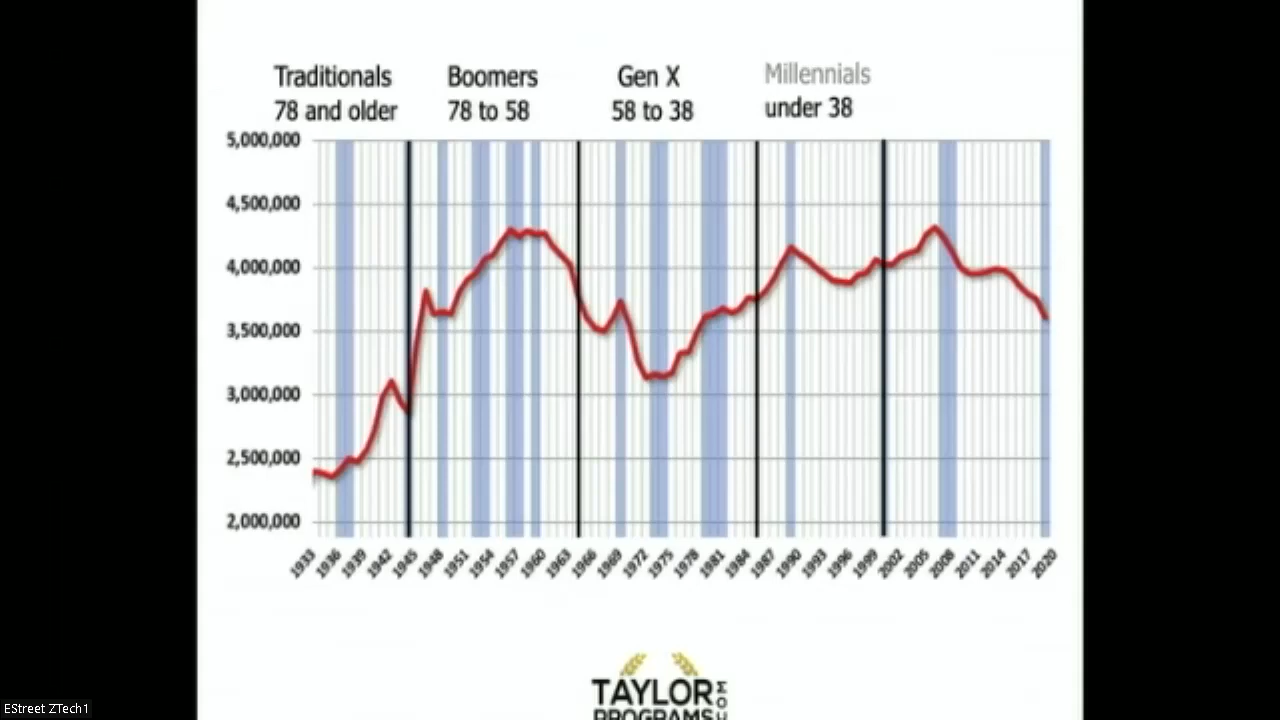 Traditionals Boomers Gen X Millennials
78 and older 78 to 58 58 to 38 under 38
5,000,000
4,500,000
4,000,000
3,500,000
3,000,000
2,500,000
2,000,000
1933 1936 1939 1942 1945 1948 1951 1954 1957 1960 1963 1966 1969 1972 1975 1978 1981 1984 1987 1990 1993 1996 1999 2002 2005 2008 2011 2014 2017 2020
TAYLOR
PROGRAMS
EStreet ZTech1